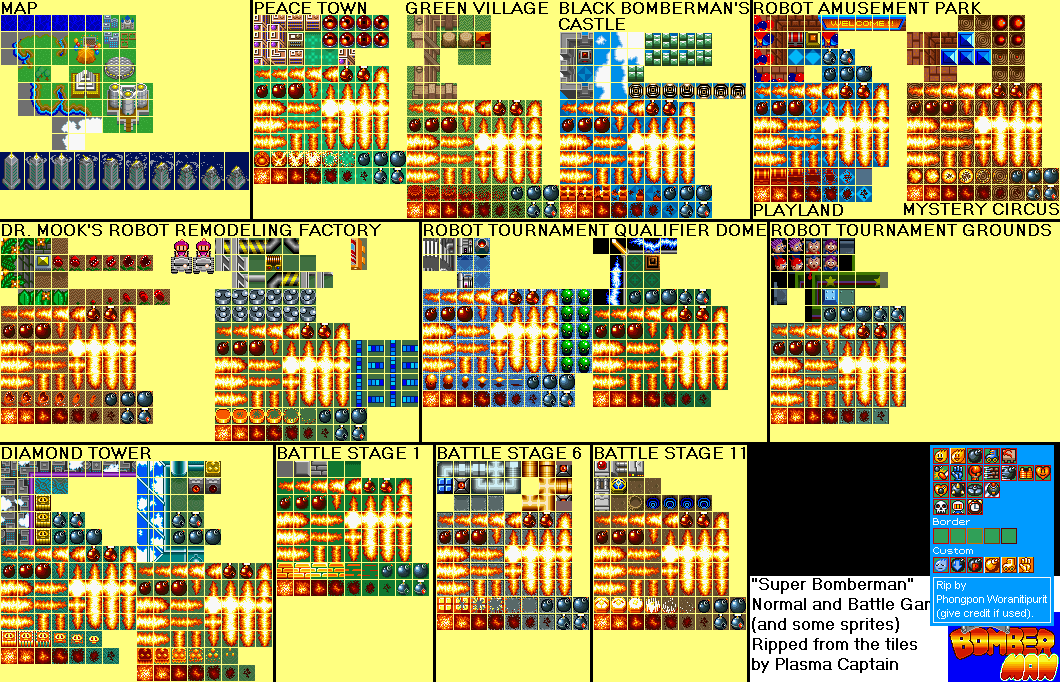 MAP
PEACE TOWN
GREEN VILLAGE
BLACK BOMBERMAN'S
CASTLE
ROBOT AMUSEMENT PARK
WELCOME!!
PLAYLAND
MYSTERY CIRCUS
DR. MOOK'S ROBOT REMODELING FACTORY
ROBOT TOURNAMENT QUALIFIER DOME
ROBOT TOURNAMENT GROUNDS
DIAMOND TOWER
BATTLE STAGE 1
BATTLE STAGE 6
BATTLE STAGE 11
Border
Custom
Rip by
Phongpon Woranitipurit
(give credit if used).
"Super Bomberman"
Normal and Battle Gar
(and some sprites)
Ripped from the tiles
by Plasma Captain
BOMBER
MAN